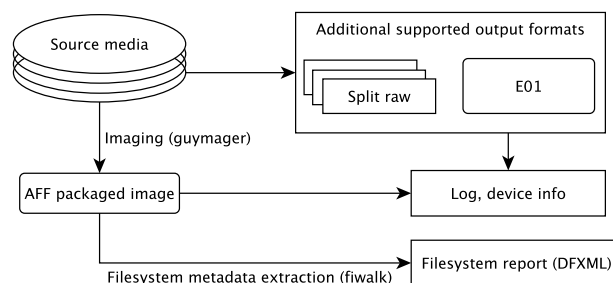 Source media
Additional supported output formats
Split raw
E01
Imaging (guymager)
AFF packaged image
Log, device info
Filesystem report (DFXML)
Filesystem metadata extraction (fiwalk)